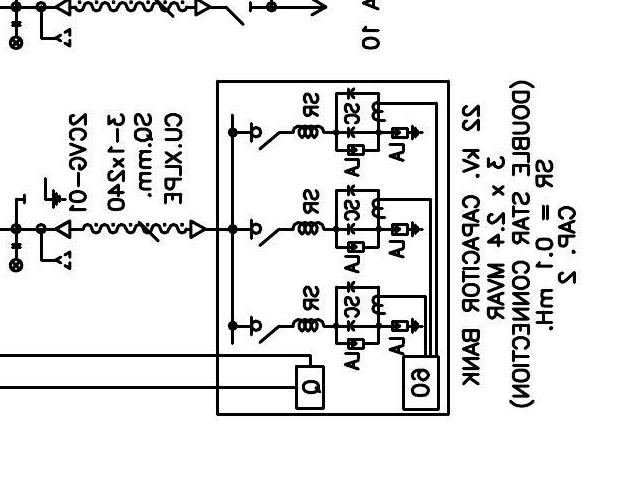 A 10
2CVG-01
3-1x240
SQ.mm.
CU.XLPE
SR
SC
LA
LA
SR
SC
LA
LA
SR
SC
LA
LA
Q
60
22 kV. CAPACITOR BANK
3 x 2.4 MVAR
(DOUBLE STAR CONNECTION)
SR = 0.1 mH.
CAP. 2